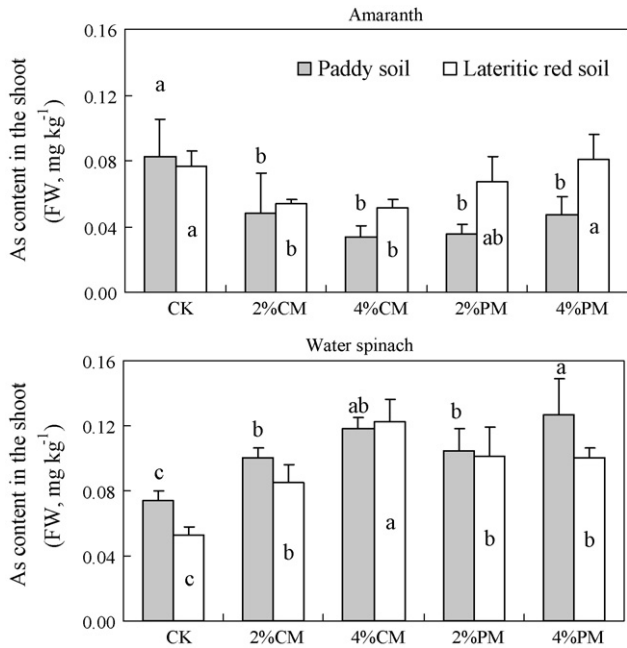 Amaranth
0.16
Paddy soil Lateritic red soil
0.12
a
b
0.08
b b b
As content in the shoot
(FW, mg kg-1)
0.04
a b b ab a
0.00
CK 2%CM 4%CM 2%PM 4%PM
Water spinach
0.16
a
ab
b b
0.12
c
0.08
As content in the shoot
(FW, mg kg-1)
a
0.04
b b b
c
0.00
CK 2%CM 4%CM 2%PM 4%PM